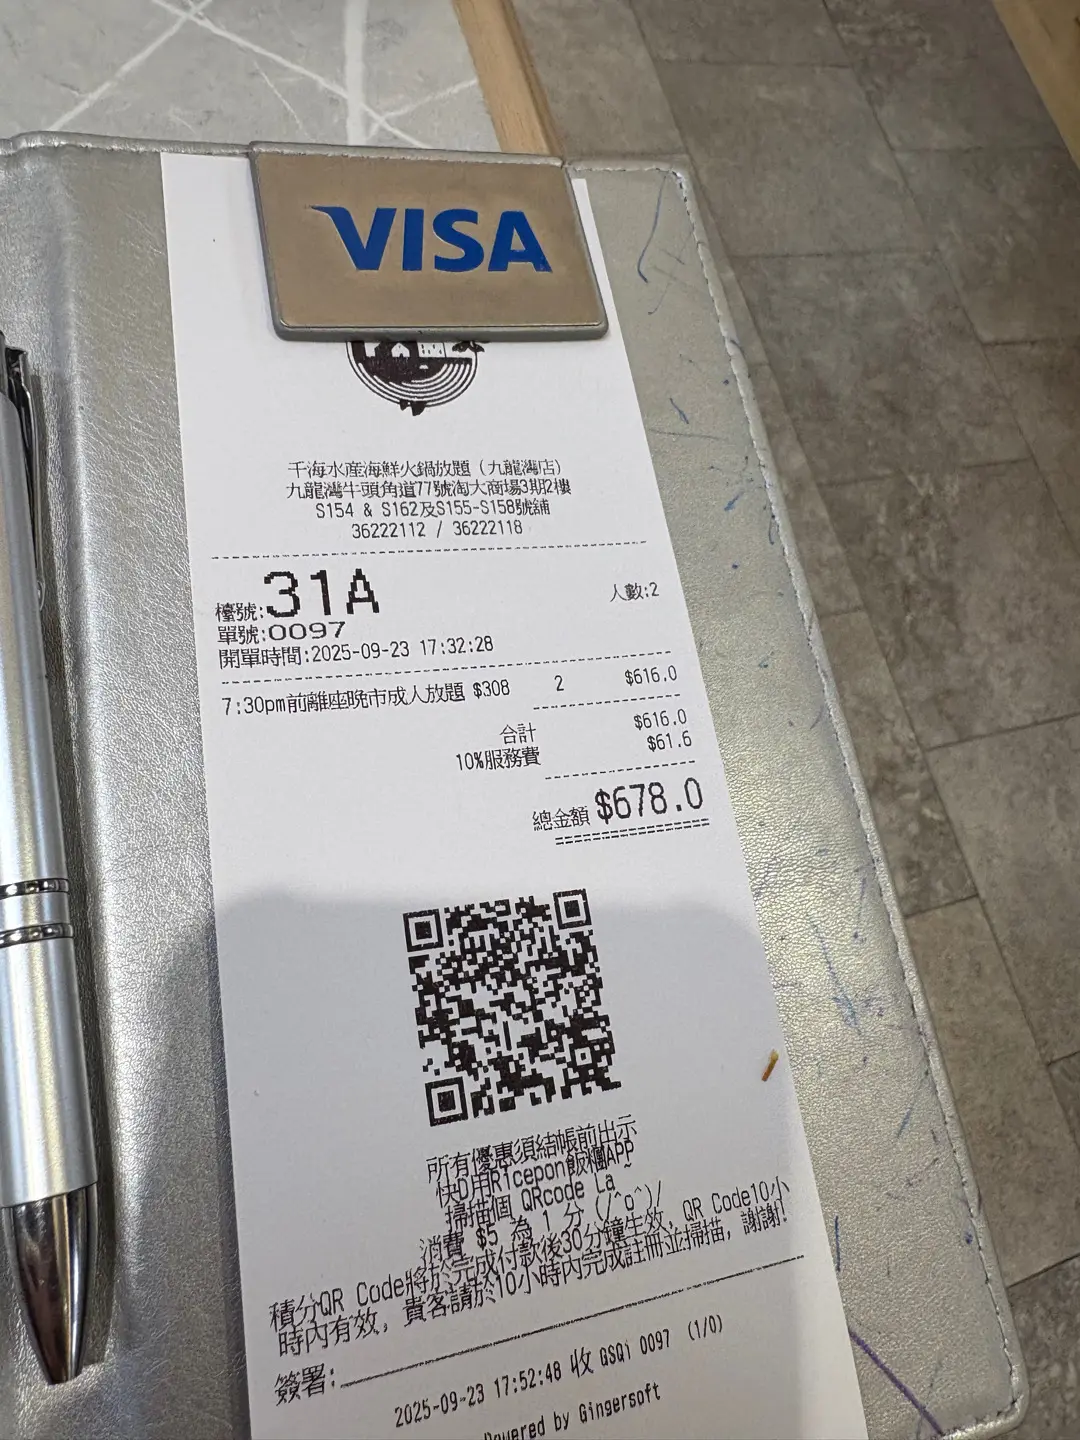 VISA
千海水產海鮮火鍋放題（九龍灣店）
九龍灣牛頭角道77號淘大商場3期2樓
S154 & S162及S155-S158號舖
36222112 / 36222118
檯號:31A 人數:2
單號:0097
開單時間:2025-09-23 17:32:28
7:30pm前離座晚市成人放題 $308 2 $616.0
合計 $616.0
10%服務費 $61.6
總金額 $678.0
所有優惠須結帳前出示
快D用Ricepon飯糰APP
掃描個 QRcode La~
消費 $5 為 1 分 (/^o^)/
積分QR Code將於完成付款後30分鐘生效, QR Code10小
時內有效, 貴客請於10小時內完成註冊並掃描, 謝謝!
簽署:
2025-09-23 17:52:48 收 GSQi 0097 (1/0)
Powered by Gingersoft